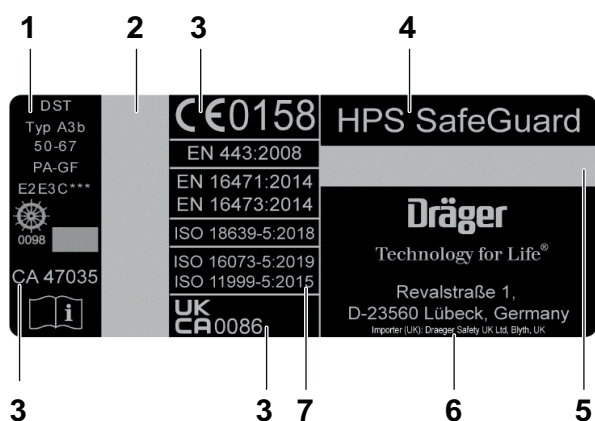 1 2 3 4
DST
Typ A3b
50-67
PA-GF
E2E3C***
0098
CA 47035
i
CE0158
EN 443:2008
EN 16471:2014
EN 16473:2014
ISO 18639-5:2018
ISO 16073-5:2019
ISO 11999-5:2015
UK
CA0086
HPS SafeGuard
Dräger
Technology for Life®
Revalstraße 1,
D-23560 Lübeck, Germany
Importer (UK): Draeger Safety UK Ltd, Blyth, UK
3 3 7 6 5